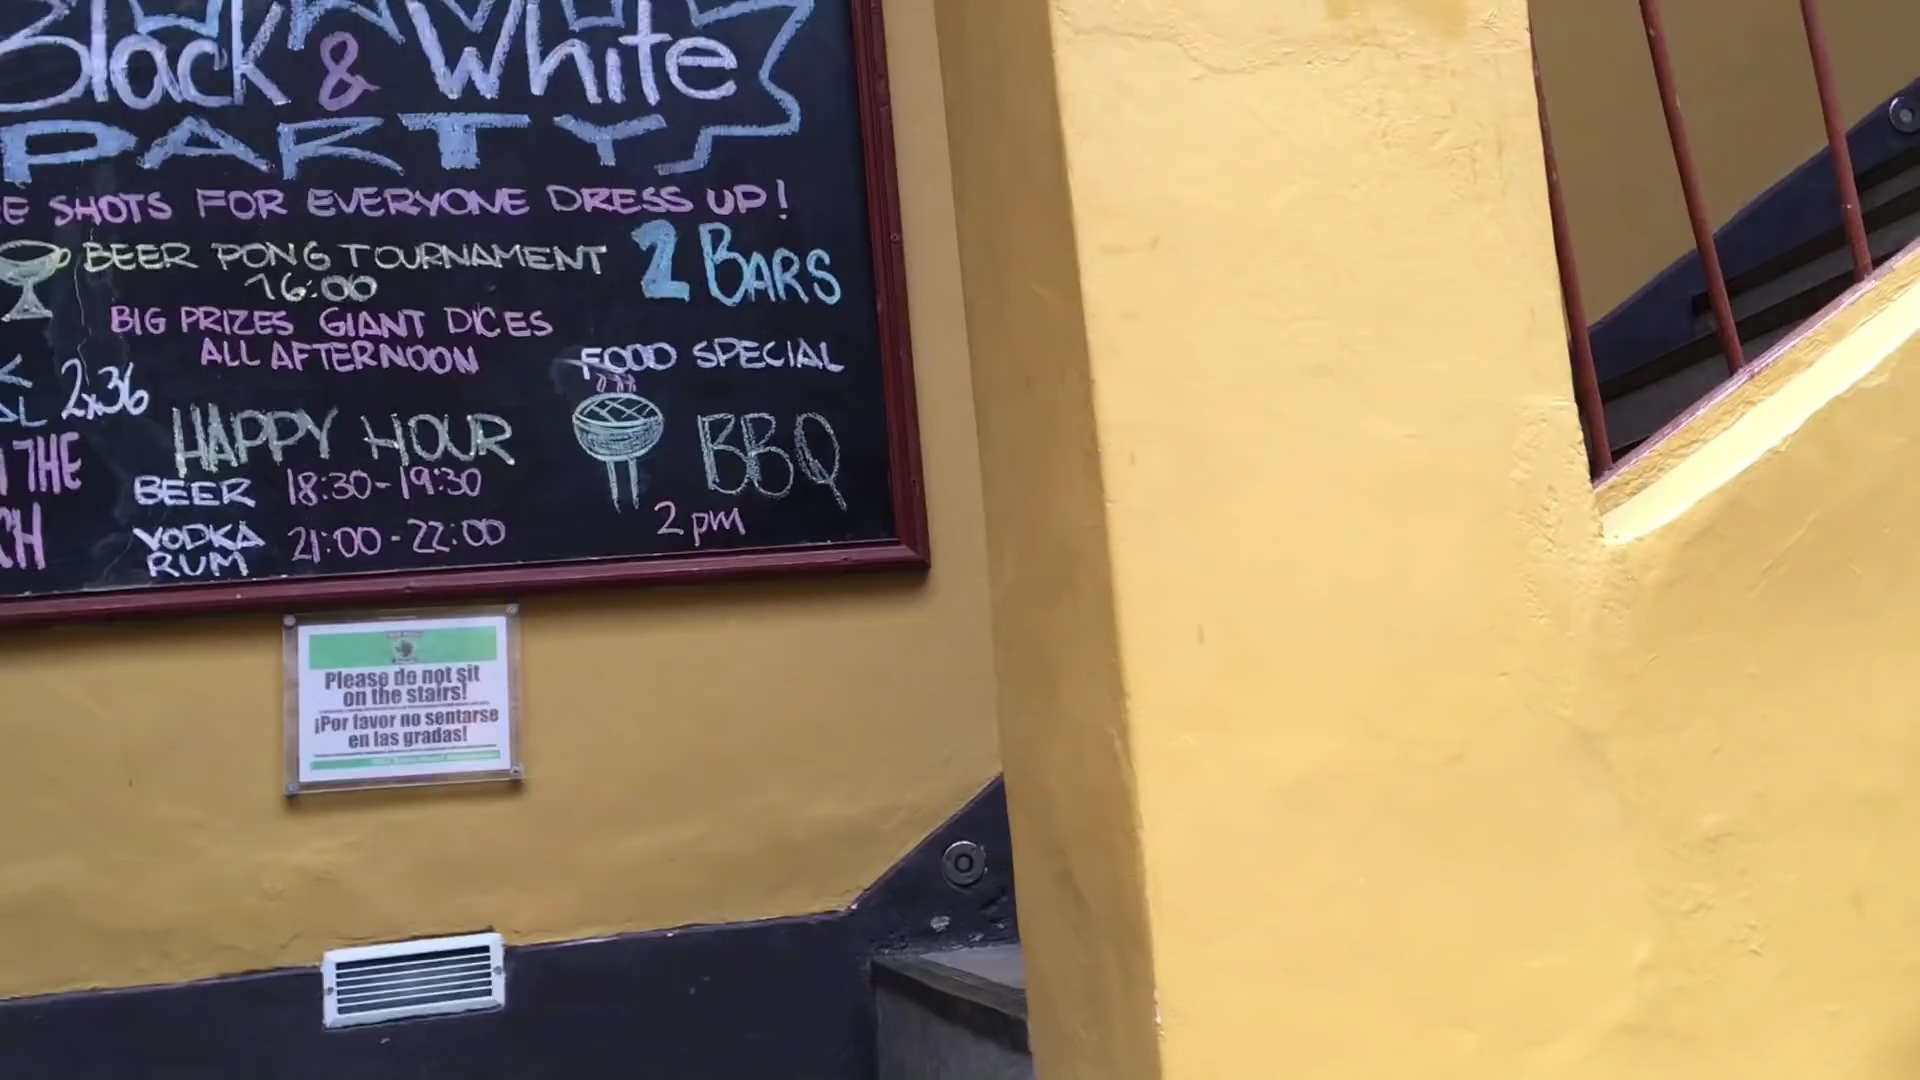 Black & White
PARTY
SHOTS FOR EVERYONE DRESS UP!
BEER PONG TOURNAMENT
16:00
2 BARS
BIG PRIZES GIANT DICES
ALL AFTERNOON
FOOD SPECIAL
BBQ
2 pm
2x36
THE
HAPPY HOUR
BEER 18:30-19:30
VODKA
RUM 21:00-22:00
Please do not sit
on the stairs!
¡Por favor no sentarse
en las gradas!